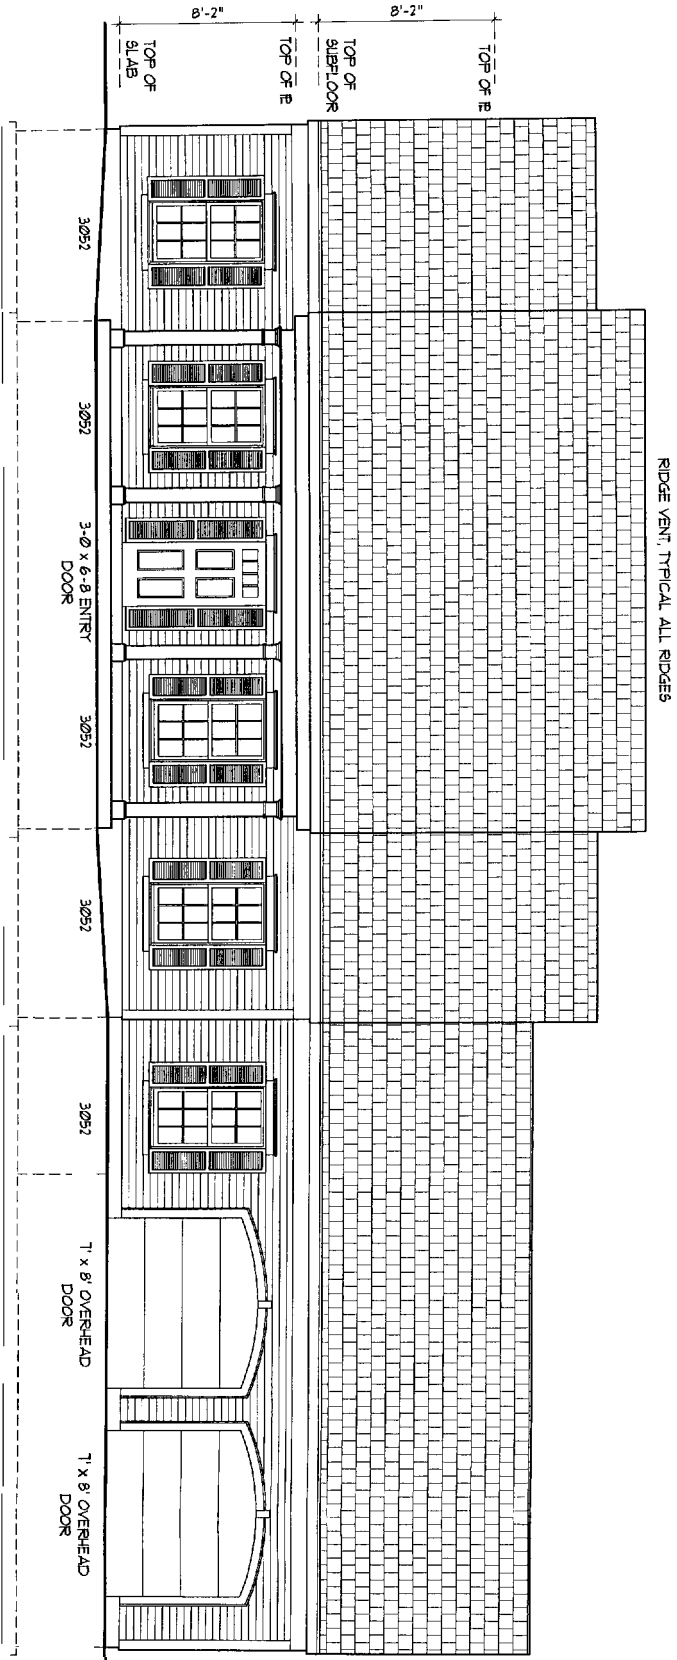 RIDGE VENT, TYPICAL ALL RIDGES
TOP OF PL
8'-2"
TOP OF
SUBFLOOR
TOP OF PL
8'-2"
TOP OF
SLAB
3052
3052
3-0 x 6-8 ENTRY
DOOR
3052
3052
3052
7' x 8' OVERHEAD
DOOR
7' x 8' OVERHEAD
DOOR